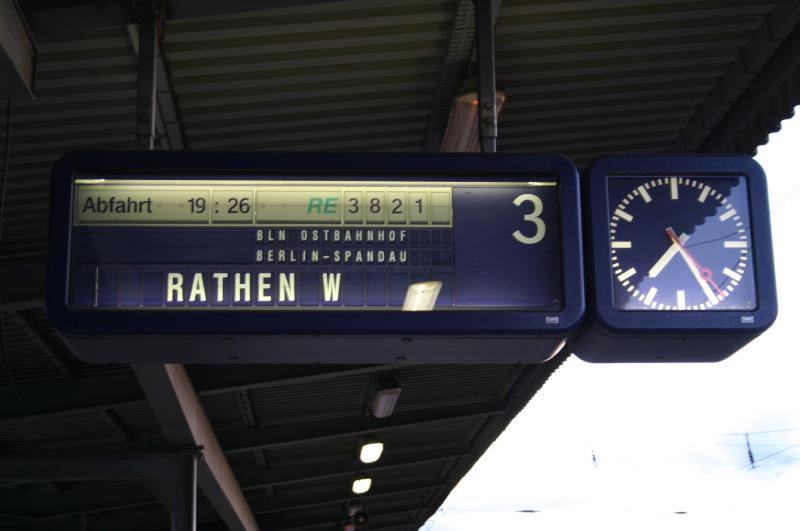 Abfahrt 19:26 RE 3821 3
BLN OSTBAHNHOF
BERLIN-SPANDAU
RATHEN W